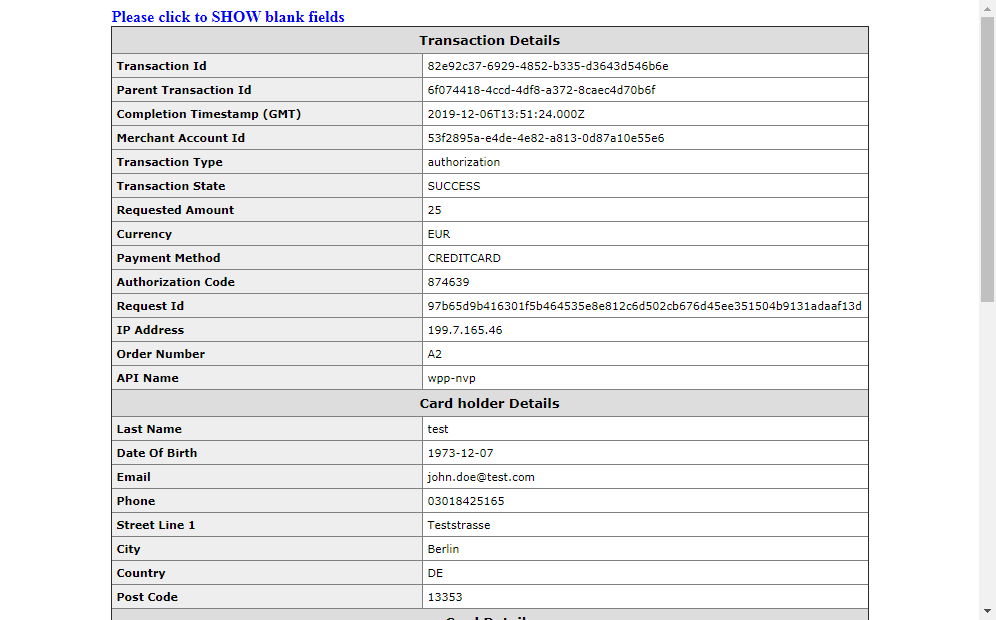 Please click to SHOW blank fields
Transaction Details
Transaction Id 82e92c37-6929-4852-b335-d3643d546b6e
Parent Transaction Id 6f074418-4ccd-4df8-a372-8caec4d70b6f
Completion Timestamp (GMT) 2019-12-06T13:51:24.000Z
Merchant Account Id 53f2895a-e4de-4e82-a813-0d87a10e55e6
Transaction Type authorization
Transaction State SUCCESS
Requested Amount 25
Currency EUR
Payment Method CREDITCARD
Authorization Code 874639
Request Id 97b65d9b416301f5b464535e8e812c6d502cb676d45ee351504b9131adaaf13d
IP Address 199.7.165.46
Order Number A2
API Name wpp-nvp
Card holder Details
Last Name test
Date Of Birth 1973-12-07
Email john.doe@test.com
Phone 03018425165
Street Line 1 Teststrasse
City Berlin
Country DE
Post Code 13353